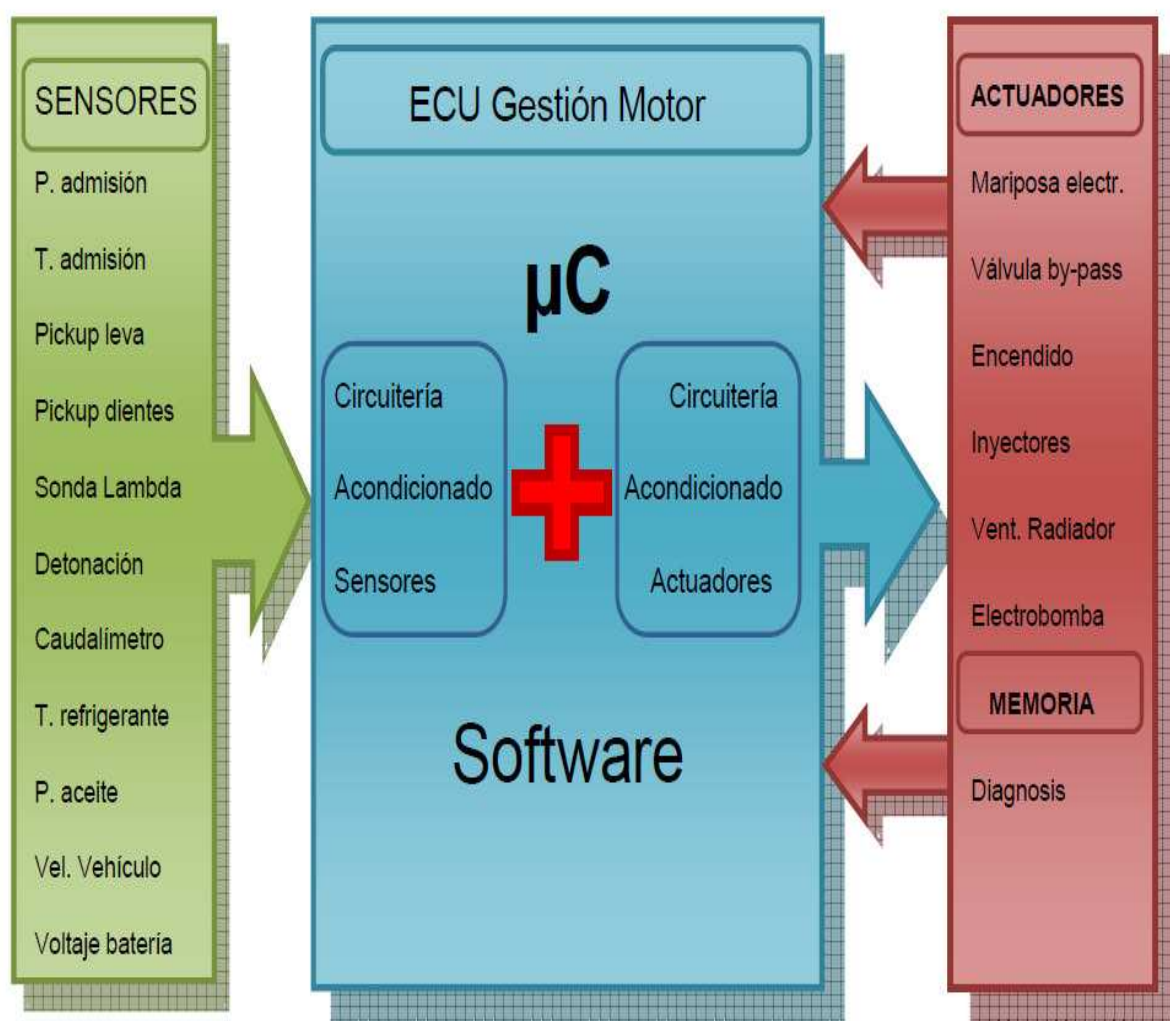 SENSORES
P. admisión
T. admisión
Pickup leva
Pickup dientes
Sonda Lambda
Detonación
Caudalímetro
T. refrigerante
P. aceite
Vel. Vehículo
Voltaje batería
ECU Gestión Motor
µC
Circuitería
Acondicionado
Sensores
Circuitería
Acondicionado
Actuadores
Software
ACTUADORES
Mariposa electr.
Válvula by-pass
Encendido
Inyectores
Vent. Radiador
Electrobomba
MEMORIA
Diagnosis